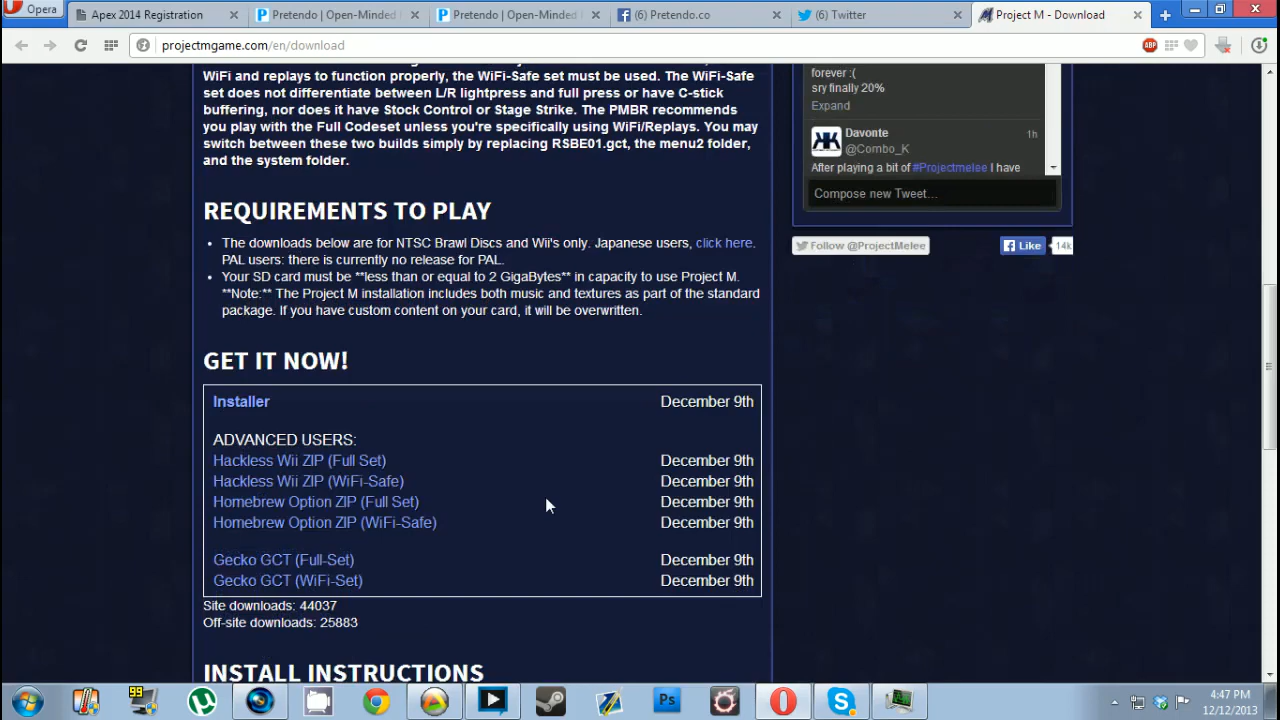 Opera
Apex 2014 Registration
Pretendo | Open-Minded
Pretendo | Open-Minded
(6) Pretendo.co
(6) Twitter
Project M - Download
projectmgame.com/en/download
ABP
WiFi and replays to function properly, the WiFi-Safe set must be used. The WiFi-Safe
set does not differentiate between L/R lightpress and full press or have C-stick
buffering, nor does it have Stock Control or Stage Strike. The PMBR recommends
you play with the Full Codeset unless you're specifically using WiFi/Replays. You may
switch between these two builds simply by replacing RSBE01.gct, the menu2 folder,
and the system folder.
REQUIREMENTS TO PLAY
• The downloads below are for NTSC Brawl Discs and Wii's only. Japanese users, click here.
PAL users: there is currently no release for PAL.
• Your SD card must be **less than or equal to 2 GigaBytes** in capacity to use Project M.
**Note:** The Project M installation includes both music and textures as part of the standard
package. If you have custom content on your card, it will be overwritten.
GET IT NOW!
Installer December 9th
ADVANCED USERS:
Hackless Wii ZIP (Full Set) December 9th
Hackless Wii ZIP (WiFi-Safe) December 9th
Homebrew Option ZIP (Full Set) December 9th
Homebrew Option ZIP (WiFi-Safe) December 9th
Gecko GCT (Full-Set) December 9th
Gecko GCT (WiFi-Set) December 9th
Site downloads: 44037
Off-site downloads: 25883
INSTALL INSTRUCTIONS
forever :(
sry finally 20%
Expand
Davonte 1h
@Combo_K
After playing a bit of #Projectmelee I have
Compose new Tweet…
Follow @ProjectMelee
Like 14k
99
Ps
4:47 PM
12/12/2013